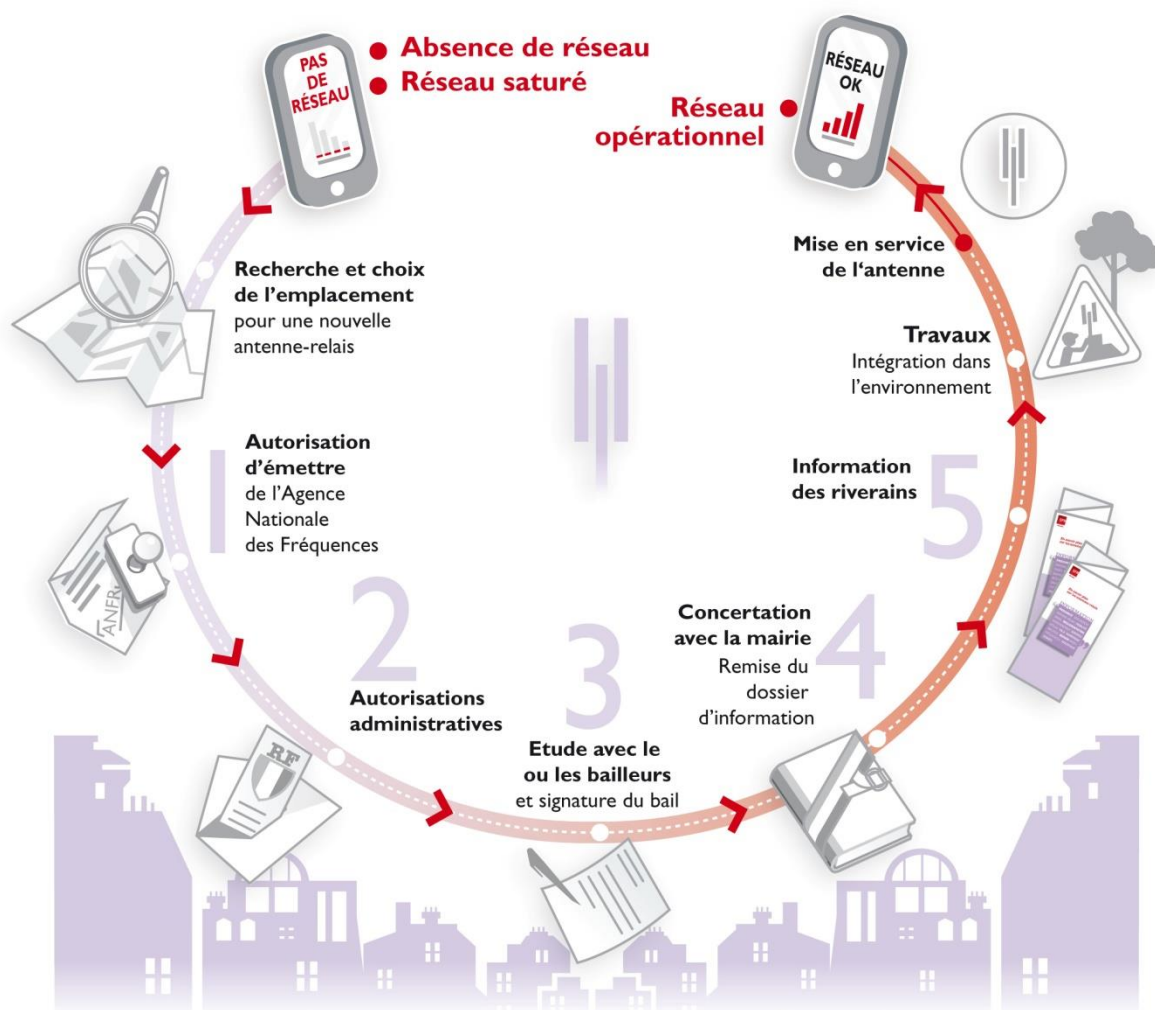 PAS
DE
RÉSEAU
Absence de réseau
Réseau saturé
RÉSEAU
OK
Réseau
opérationnel
Recherche et choix
de l'emplacement
pour une nouvelle
antenne-relais
1
Autorisation
d'émettre
de l'Agence
Nationale
des Fréquences
ANFR
2
Autorisations
administratives
RF
3
Etude avec le
ou les bailleurs
et signature du bail
4
Concertation
avec la mairie
Remise du
dossier
d'information
5
Information
des riverains
Travaux
Intégration dans
l'environnement
Mise en service
de l‘antenne